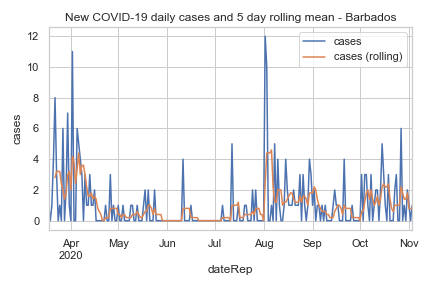 New COVID-19 daily cases and 5 day rolling mean - Barbados
cases
cases (rolling)
12
10
8
6
4
2
0
cases
Apr May Jun Jul Aug Sep Oct Nov
2020
dateRep